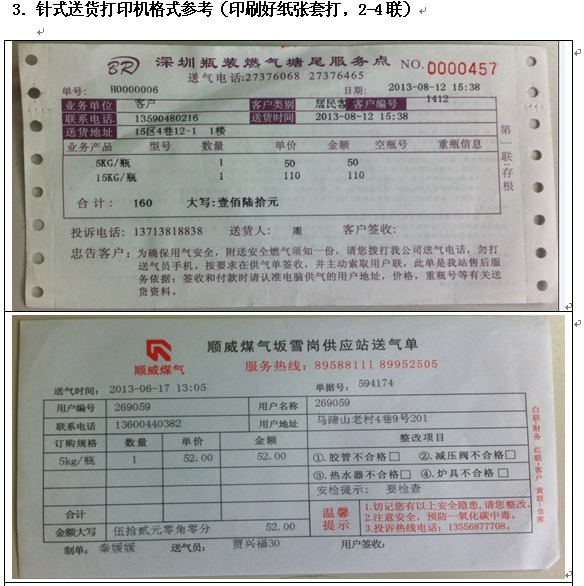 3. 针式送货打印机格式参考(印刷好纸张套打, 2-4联)
BR 深圳瓶装燃气塘尾服务点 NO.0000457
送气电话:27376068 27376465
单号: H0000006 日期: 2013-08-12 15:38
业务单位 客户 客户类别 居民客 客户编号 1412
联系电话 13590480216 送货时间 2013-08-12 15:38
送货地址 15区4巷12-1 1楼
业务产品 型号 数量 单价 金额 空瓶号 重瓶信息
5KG/瓶 1 50 50
15KG/瓶 1 110 110
合计: 160 大写:壹佰陆拾元
投诉电话: 13713818838 送货人: 周 客户签收:
忠告客户: 为确保用气安全, 附送安全燃气须知一份, 请您拨打我公司送气电话, 勿打
送气员手机。按要求在供气单签收, 并主动索取用户联。此单是我站售后服
务依据: 签收和付款时请认准电脑供气的用户地址, 价格, 重瓶号等有关送
货资料。
第一联:存根
顺威煤气
顺威煤气坂雪岗供应站送气单
服务热线: 89588111 89952505
送气时间: 2013-06-17 13:05 单据号: 594174
用户编号 269059 用户名称 269059
联系电话 13600440382 用户地址 马蹄山老村4巷9号201
订购规格 数量 单价 金额 整改项目
5kg/瓶 1 52.00 52.00 ①.胶管不合格□ ②.减压阀不合格□
③.热水器不合格□ ④.炉具不合格□
安检提示: 要检查
合计 温馨提示 1.切记您有以上安全隐患,请您整改。
2.注意安全, 预防一氧化碳中毒。
金额大写 伍拾贰元零角零分 52.00 3.投诉热线电话: 13556877708。
制单: 秦媛媛 送气员: 贾兴福30 用户签收:
白联:财务 红联:客户 黄联:仓库